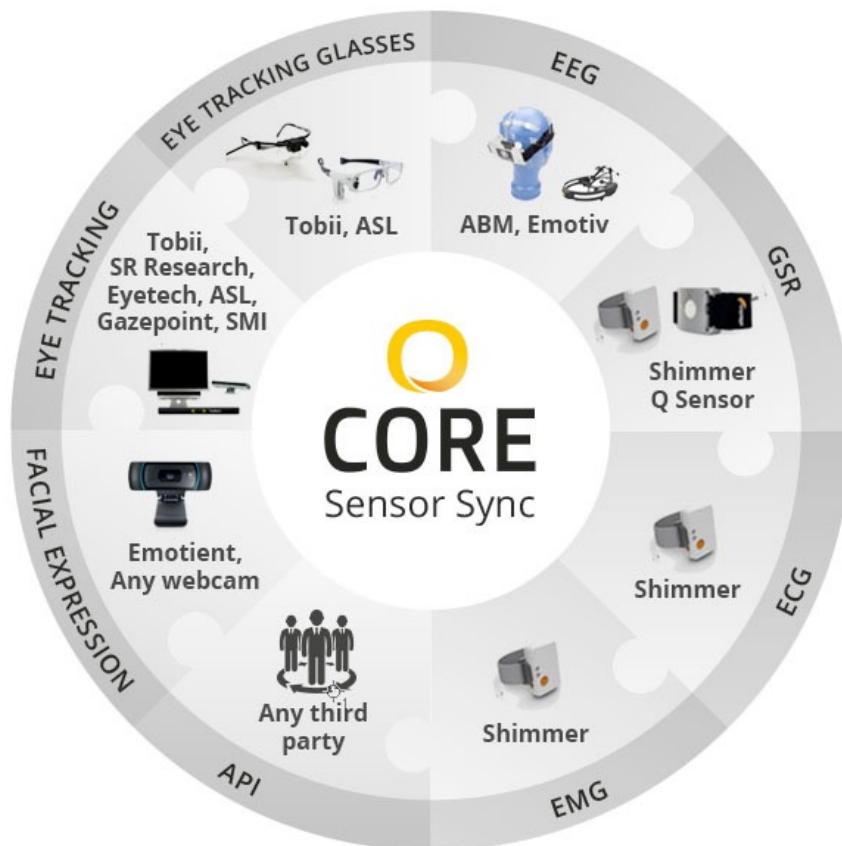 EYE TRACKING GLASSES
Tobii, ASL
EEG
ABM, Emotiv
GSR
Shimmer
Q Sensor
ECG
Shimmer
EMG
Shimmer
API
Any third
party
FACIAL EXPRESSION
Emotient,
Any webcam
EYE TRACKING
Tobii,
SR Research,
Eyetech, ASL,
Gazepoint, SMI
CORE
Sensor Sync